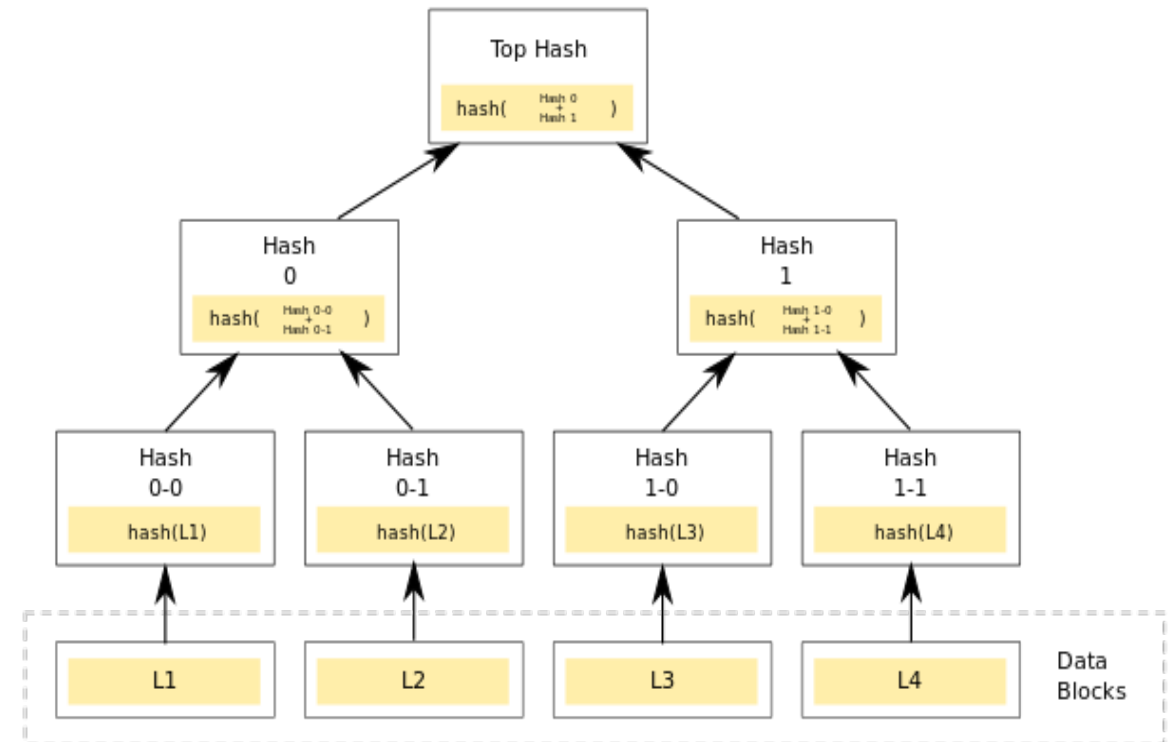 Top Hash
hash( Hash 0 + Hash 1 )
Hash
0
hash( Hash 0-0 + Hash 0-1 )
Hash
1
hash( Hash 1-0 + Hash 1-1 )
Hash
0-0
hash(L1)
Hash
0-1
hash(L2)
Hash
1-0
hash(L3)
Hash
1-1
hash(L4)
L1
L2
L3
L4
Data
Blocks